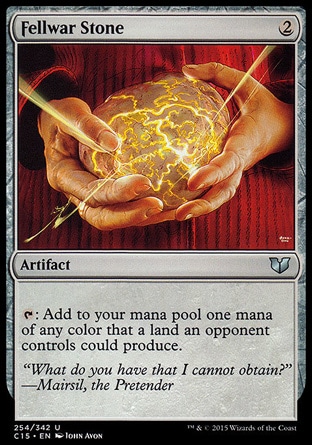 Fellwar Stone 2
Artifact
: Add to your mana pool one mana
of any color that a land an opponent
controls could produce.
"What do you have that I cannot obtain?"
—Mairsil, the Pretender
254/342 U
C15 • EN JOHN AVON
™ & © 2015 Wizards of the Coast